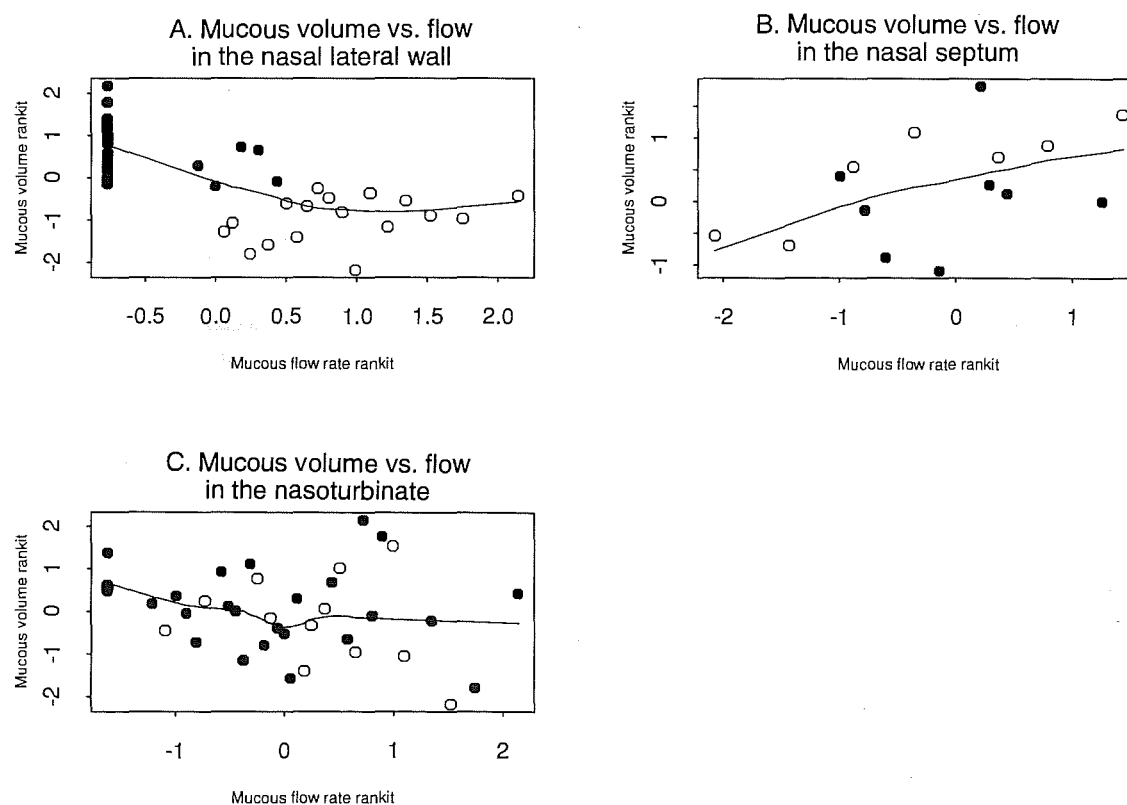 A. Mucous volume vs. flow
in the nasal lateral wall
Mucous volume rankit
2
1
0
-1
-2
-0.5 0.0 0.5 1.0 1.5 2.0
Mucous flow rate rankit
B. Mucous volume vs. flow
in the nasal septum
Mucous volume rankit
1
0
-1
-2 -1 0 1
Mucous flow rate rankit
C. Mucous volume vs. flow
in the nasoturbinate
Mucous volume rankit
2
1
0
-1
-2
-1 0 1 2
Mucous flow rate rankit